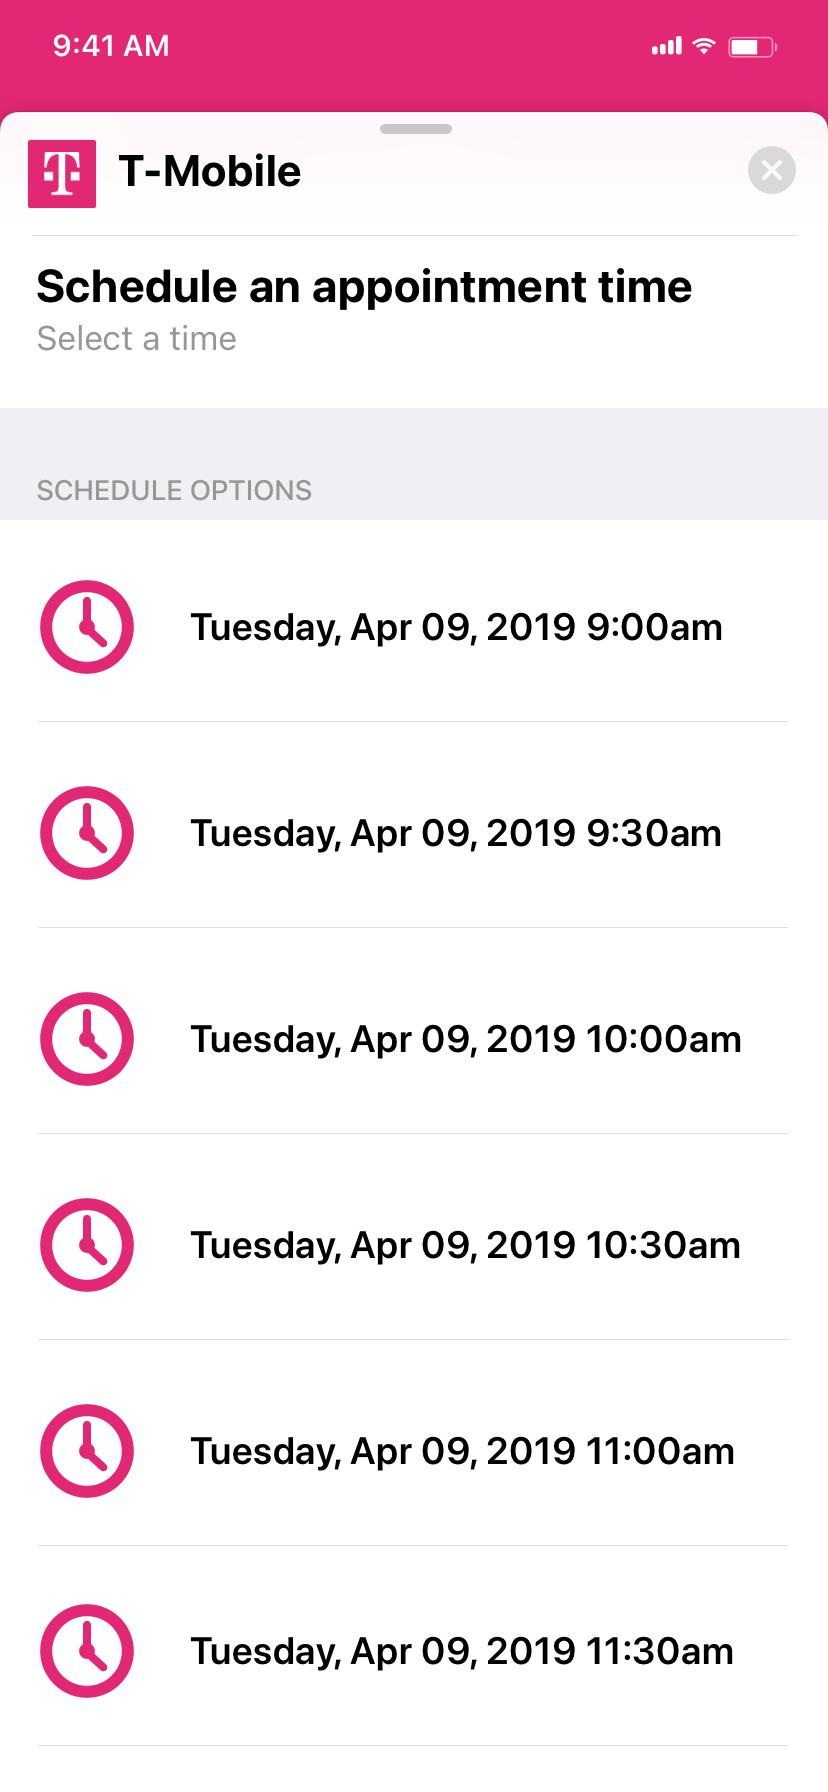 9:41 AM
T-Mobile
Schedule an appointment time
Select a time
SCHEDULE OPTIONS
Tuesday, Apr 09, 2019 9:00am
Tuesday, Apr 09, 2019 9:30am
Tuesday, Apr 09, 2019 10:00am
Tuesday, Apr 09, 2019 10:30am
Tuesday, Apr 09, 2019 11:00am
Tuesday, Apr 09, 2019 11:30am